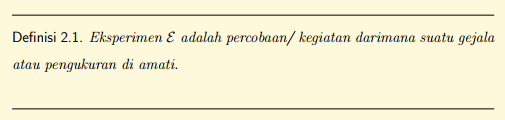 Definisi 2.1. Eksperimen ℰ adalah percobaan/ kegiatan darimana suatu gejala
atau pengukuran di amati.